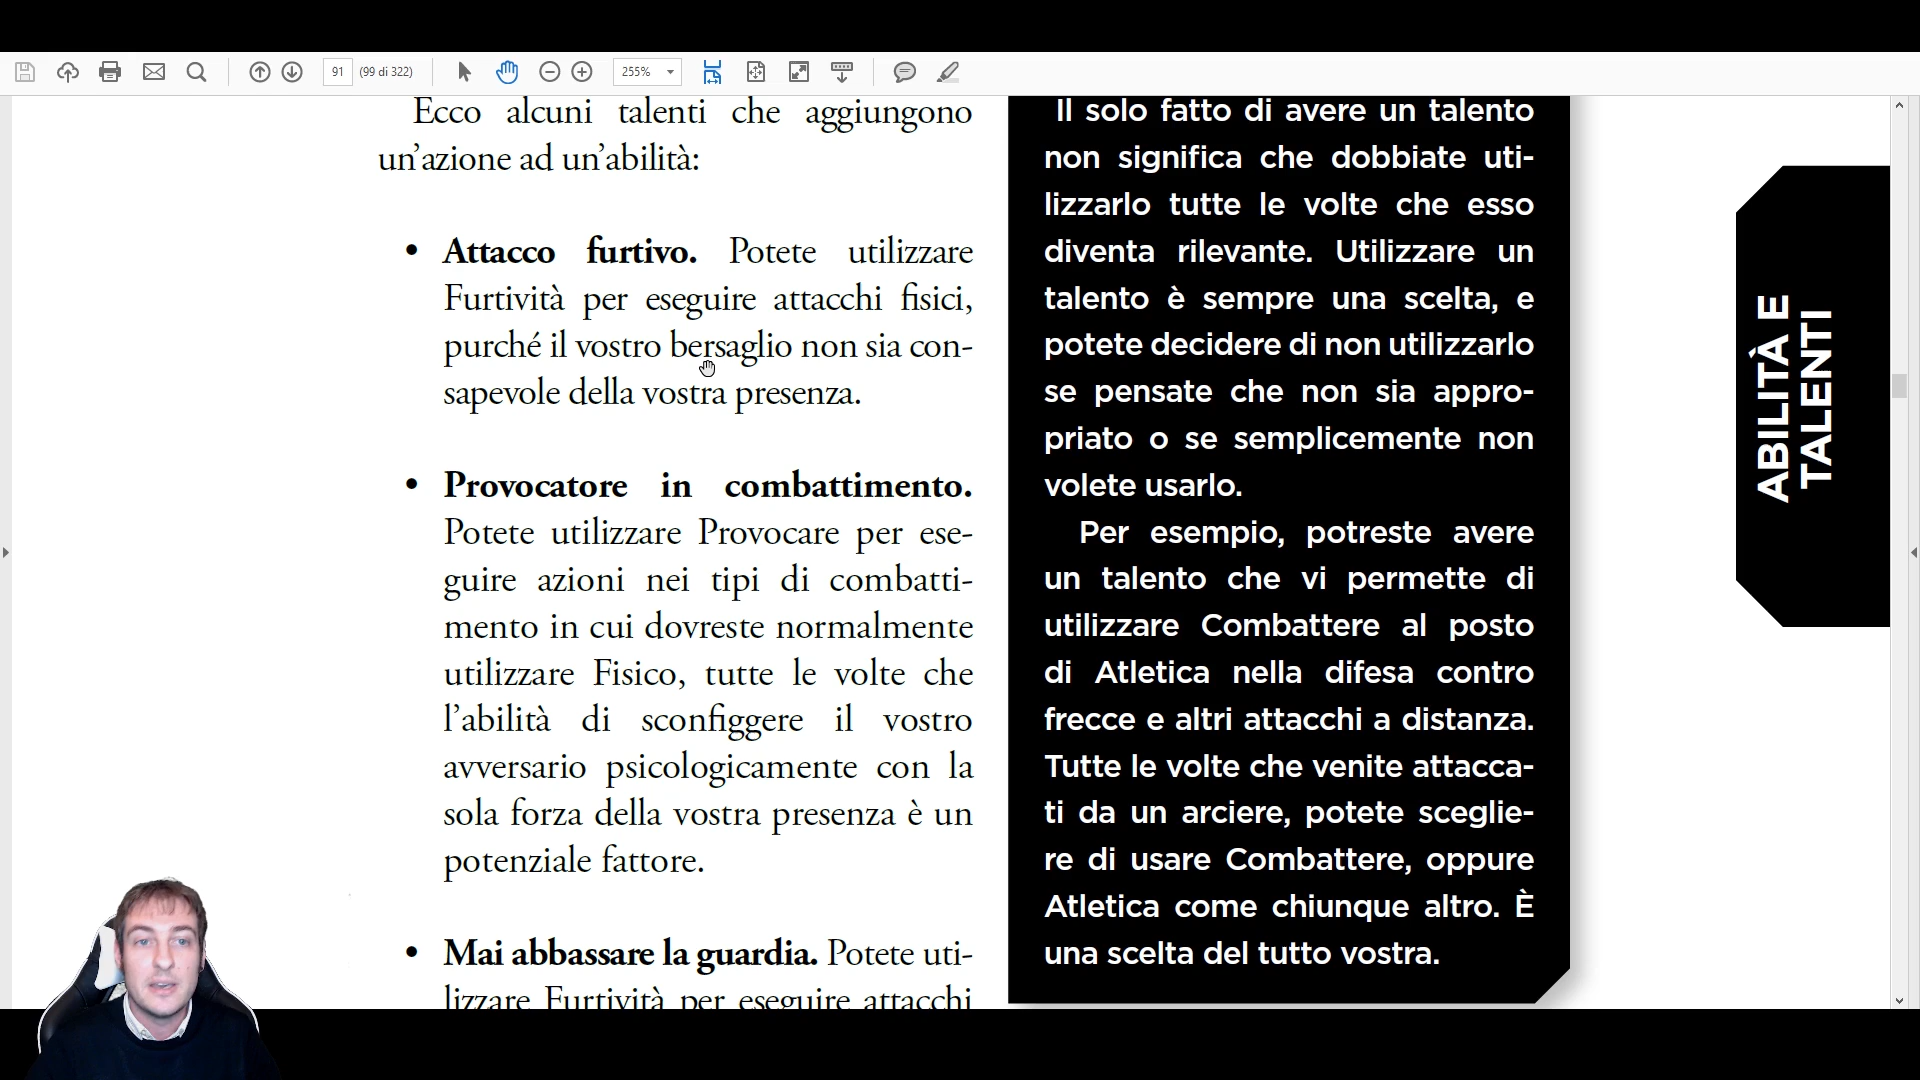 91
(99 di 322)
255%
Ecco alcuni talenti che aggiungono
un'azione ad un'abilità:
• Attacco furtivo. Potete utilizzare
Furtività per eseguire attacchi fisici,
purché il vostro bersaglio non sia con-
sapevole della vostra presenza.
• Provocatore in combattimento.
Potete utilizzare Provocare per ese-
guire azioni nei tipi di combatti-
mento in cui dovreste normalmente
utilizzare Fisico, tutte le volte che
l'abilità di sconfiggere il vostro
avversario psicologicamente con la
sola forza della vostra presenza è un
potenziale fattore.
• Mai abbassare la guardia. Potete uti-
lizzare Furtività per eseguire attacchi
Il solo fatto di avere un talento
non significa che dobbiate uti-
lizzarlo tutte le volte che esso
diventa rilevante. Utilizzare un
talento è sempre una scelta, e
potete decidere di non utilizzarlo
se pensate che non sia appro-
priato o se semplicemente non
volete usarlo.
Per esempio, potreste avere
un talento che vi permette di
utilizzare Combattere al posto
di Atletica nella difesa contro
frecce e altri attacchi a distanza.
Tutte le volte che venite attacca-
ti da un arciere, potete sceglie-
re di usare Combattere, oppure
Atletica come chiunque altro. È
una scelta del tutto vostra.
ABILITÀ E
TALENTI